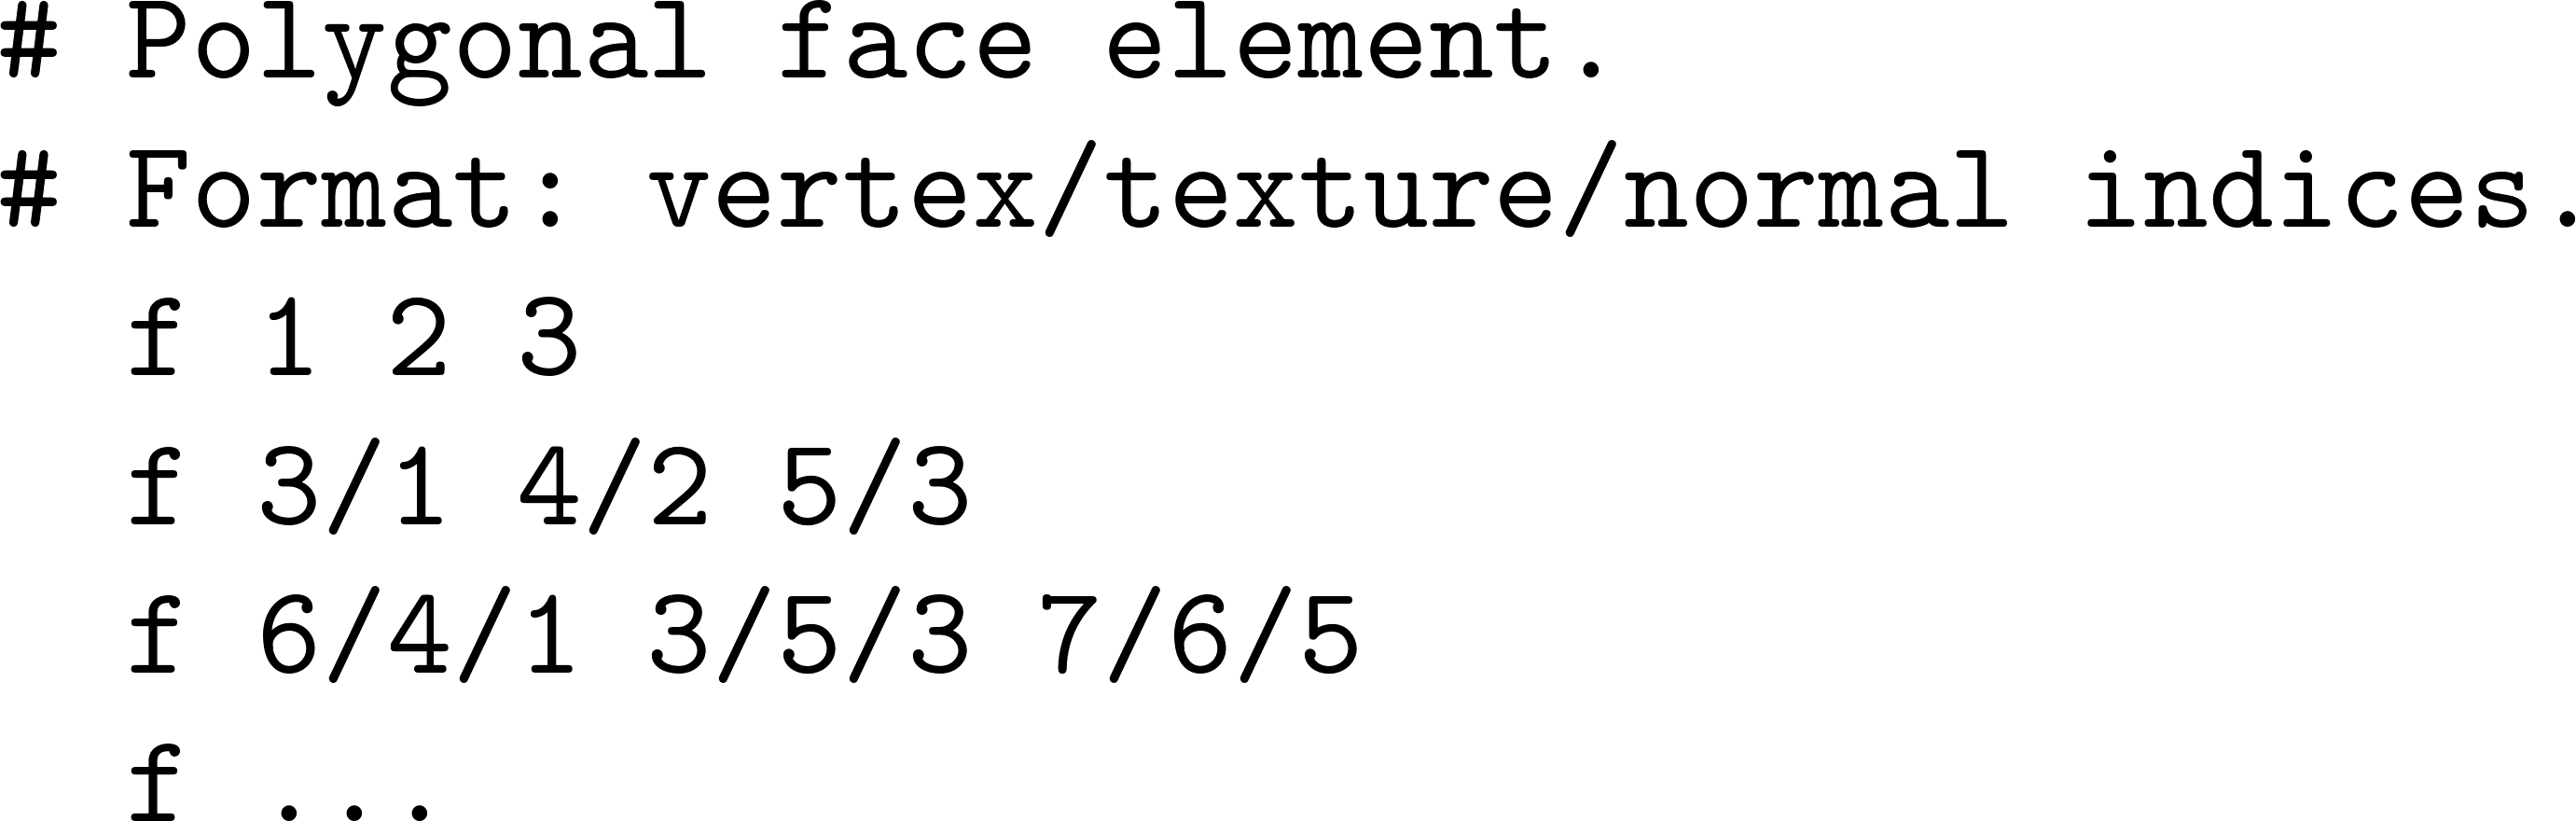 # Polygonal face element.
# Format: vertex/texture/normal indices.
  f 1 2 3
  f 3/1 4/2 5/3
  f 6/4/1 3/5/3 7/6/5
  f ...